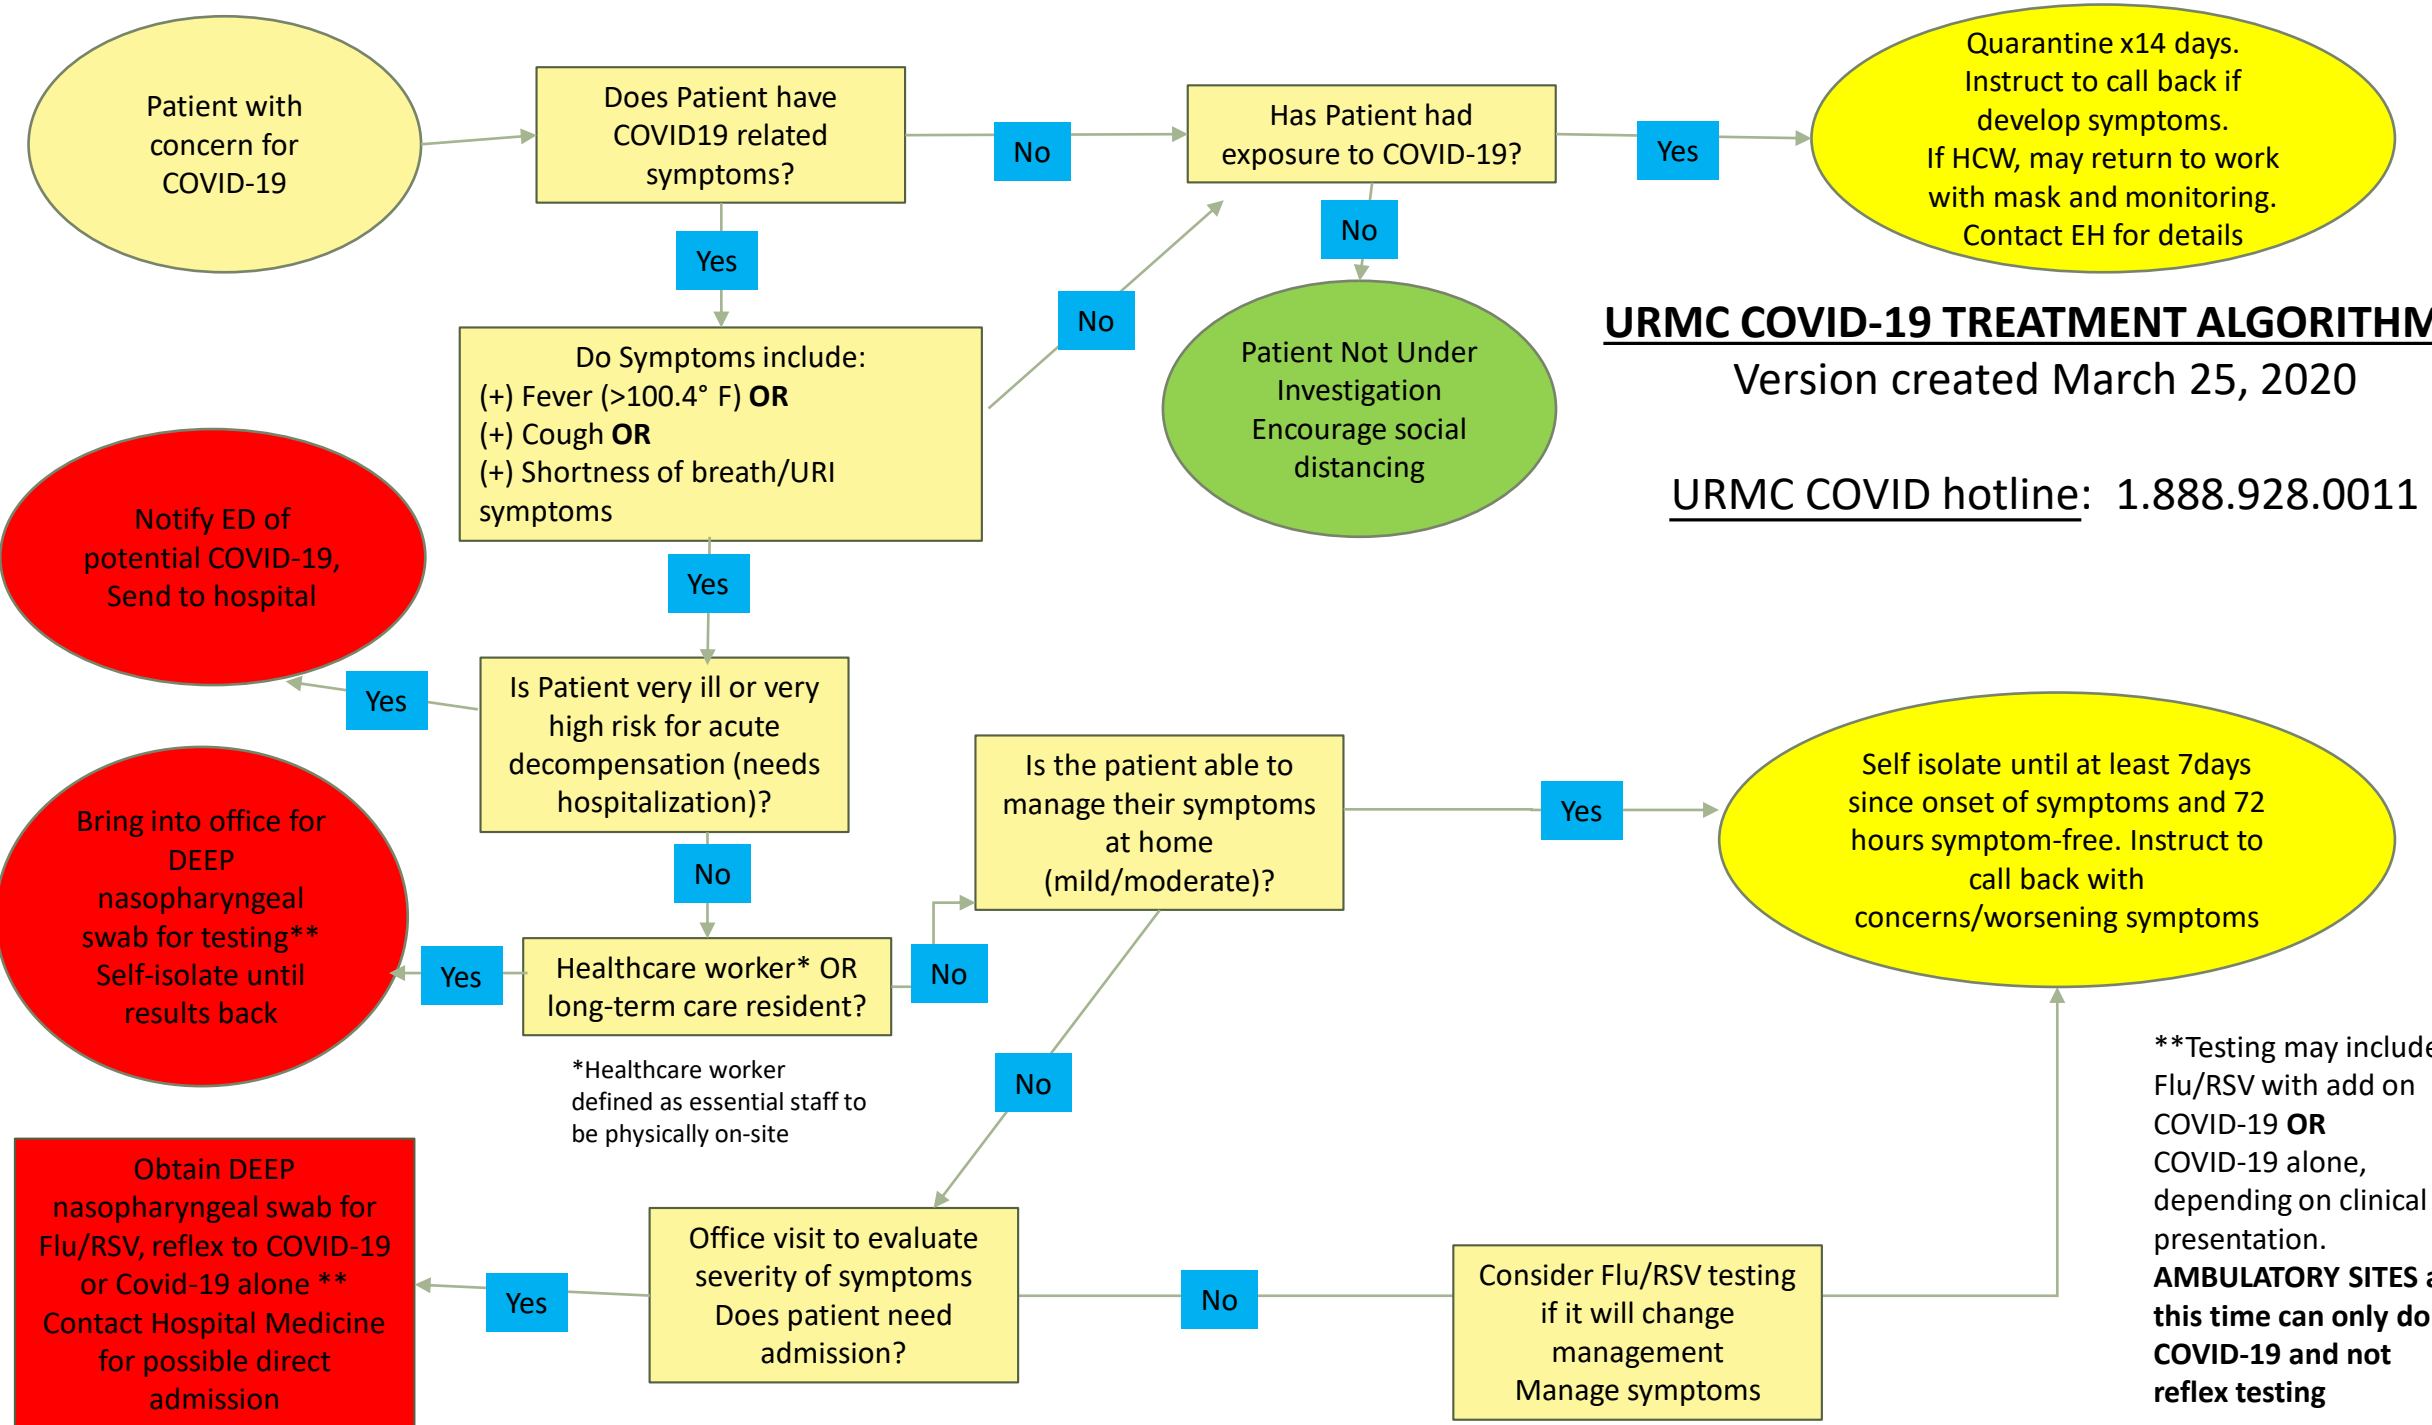 Patient with
concern for
COVID-19
Does Patient have
COVID19 related
symptoms?
No
Has Patient had
exposure to COVID-19?
Yes
Quarantine x14 days.
Instruct to call back if
develop symptoms.
If HCW, may return to work
with mask and monitoring.
Contact EH for details
Yes
No
No
Do Symptoms include:
(+) Fever (>100.4° F) OR
(+) Cough OR
(+) Shortness of breath/URI
symptoms
Patient Not Under
Investigation
Encourage social
distancing
URMC COVID-19 TREATMENT ALGORITHM
Version created March 25, 2020
URMC COVID hotline: 1.888.928.0011
Notify ED of
potential COVID-19,
Send to hospital
Yes
Yes
Is Patient very ill or very
high risk for acute
decompensation (needs
hospitalization)?
No
Bring into office for
DEEP
nasopharyngeal
swab for testing**
Self-isolate until
results back
Yes
Healthcare worker* OR
long-term care resident?
No
*Healthcare worker
defined as essential staff to
be physically on-site
Is the patient able to
manage their symptoms
at home
(mild/moderate)?
Yes
Self isolate until at least 7days
since onset of symptoms and 72
hours symptom-free. Instruct to
call back with
concerns/worsening symptoms
No
Obtain DEEP
nasopharyngeal swab for
Flu/RSV, reflex to COVID-19
or Covid-19 alone **
Contact Hospital Medicine
for possible direct
admission
Yes
Office visit to evaluate
severity of symptoms
Does patient need
admission?
No
Consider Flu/RSV testing
if it will change
management
Manage symptoms
**Testing may include
Flu/RSV with add on
COVID-19 OR
COVID-19 alone,
depending on clinical
presentation.
AMBULATORY SITES
this time can only do
COVID-19 and not
reflex testing